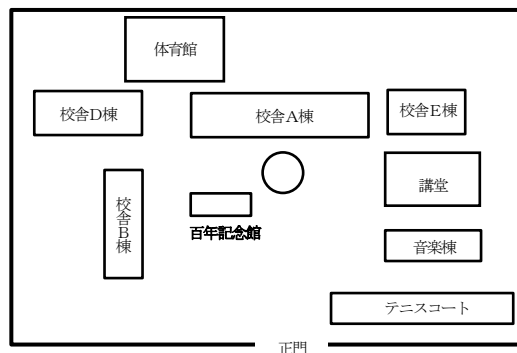 体育館
校舎D棟
校舎A棟
校舎E棟
講堂
校舎B棟
百年記念館
音楽棟
テニスコート
正門